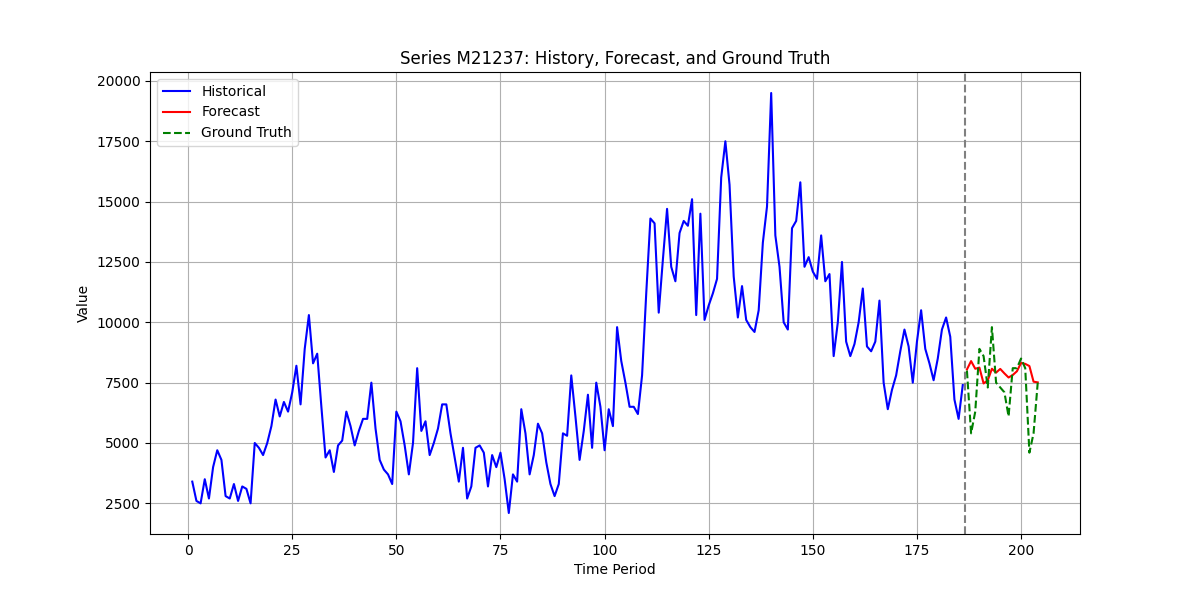 Series M21237: History, Forecast, and Ground Truth
Historical
Forecast
Ground Truth
20000
17500
15000
12500
10000
7500
5000
2500
Value
0 25 50 75 100 125 150 175 200
Time Period